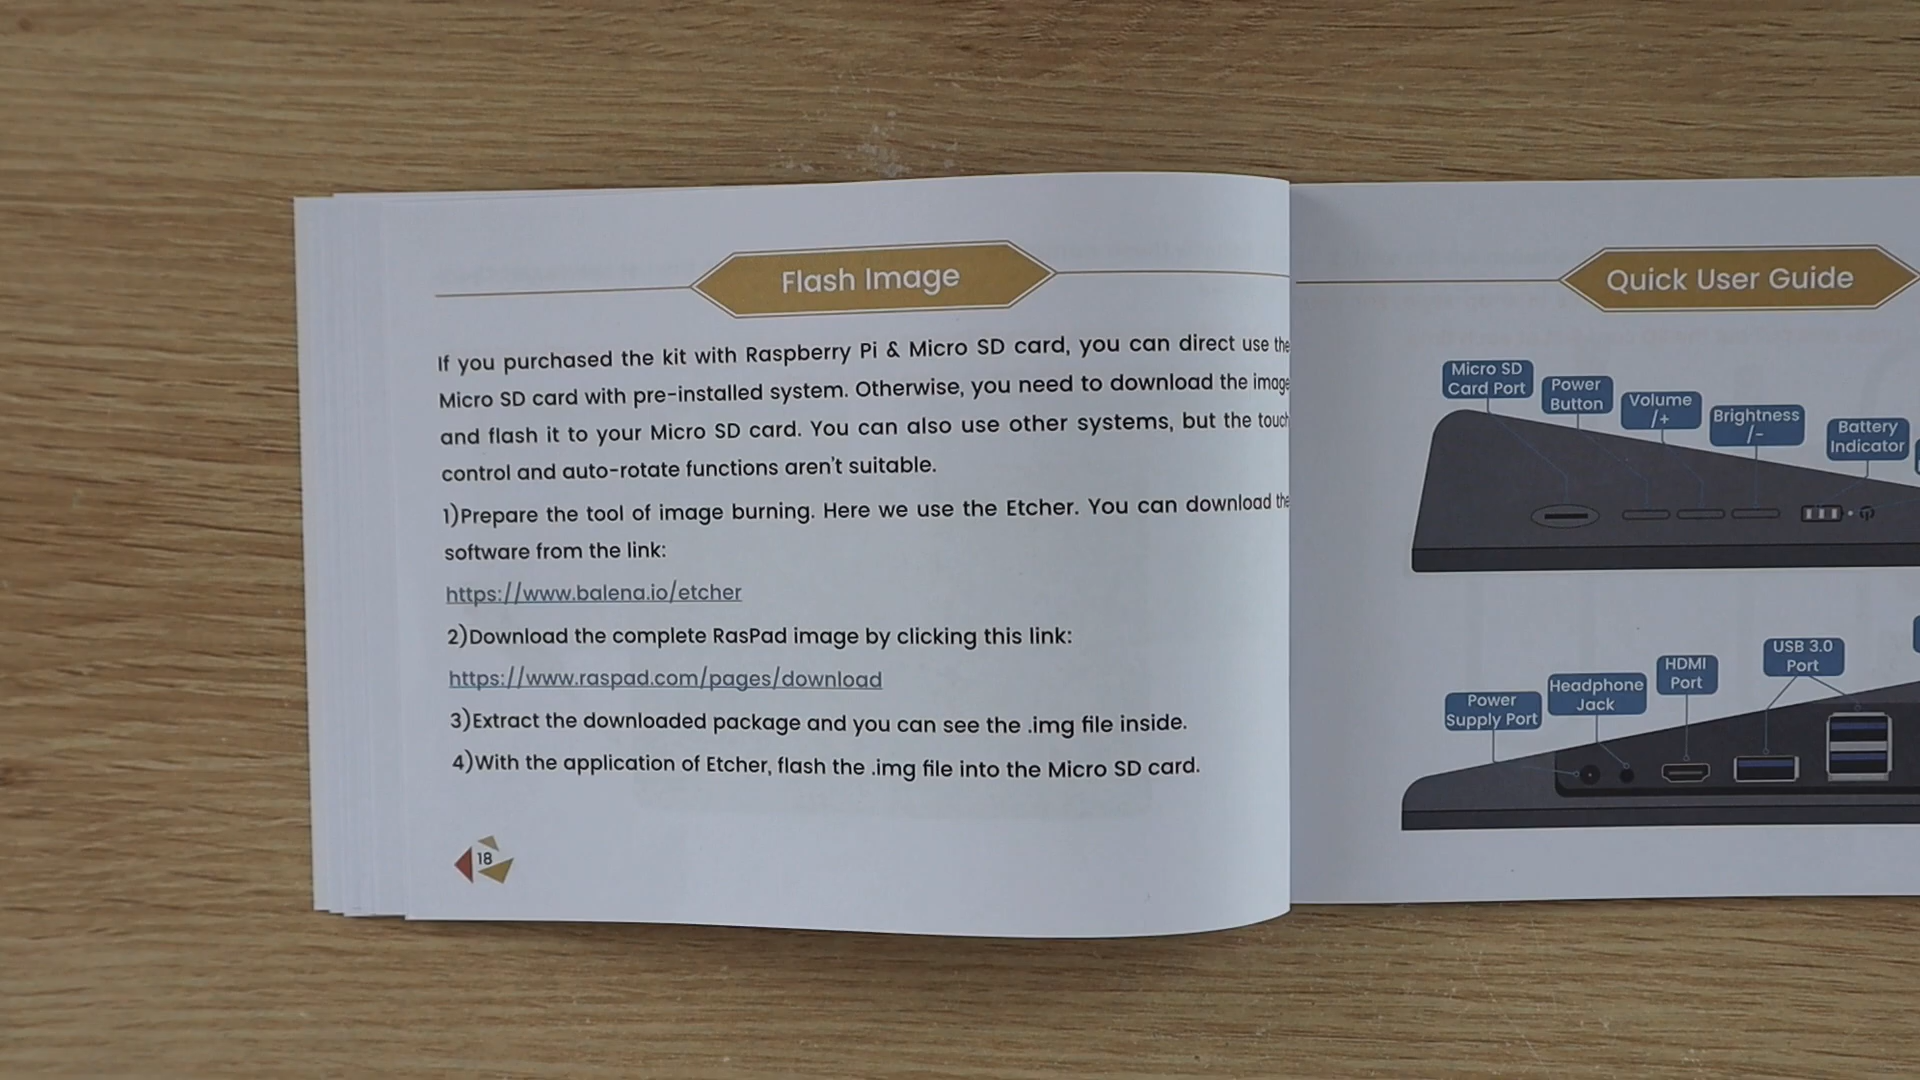 Flash Image
If you purchased the kit with Raspberry Pi & Micro SD card, you can direct use the
Micro SD card with pre-installed system. Otherwise, you need to download the image
and flash it to your Micro SD card. You can also use other systems, but the touch
control and auto-rotate functions aren't suitable.
1)Prepare the tool of image burning. Here we use the Etcher. You can download the
software from the link:
https://www.balena.io/etcher
2)Download the complete RasPad image by clicking this link:
https://www.raspad.com/pages/download
3)Extract the downloaded package and you can see the .img file inside.
4)With the application of Etcher, flash the .img file into the Micro SD card.
18
Quick User Guide
Micro SD
Card Port
Power
Button
Volume
/+
Brightness
/-
Battery
Indicator
Power
Supply Port
Headphone
Jack
HDMI
Port
USB 3.0
Port